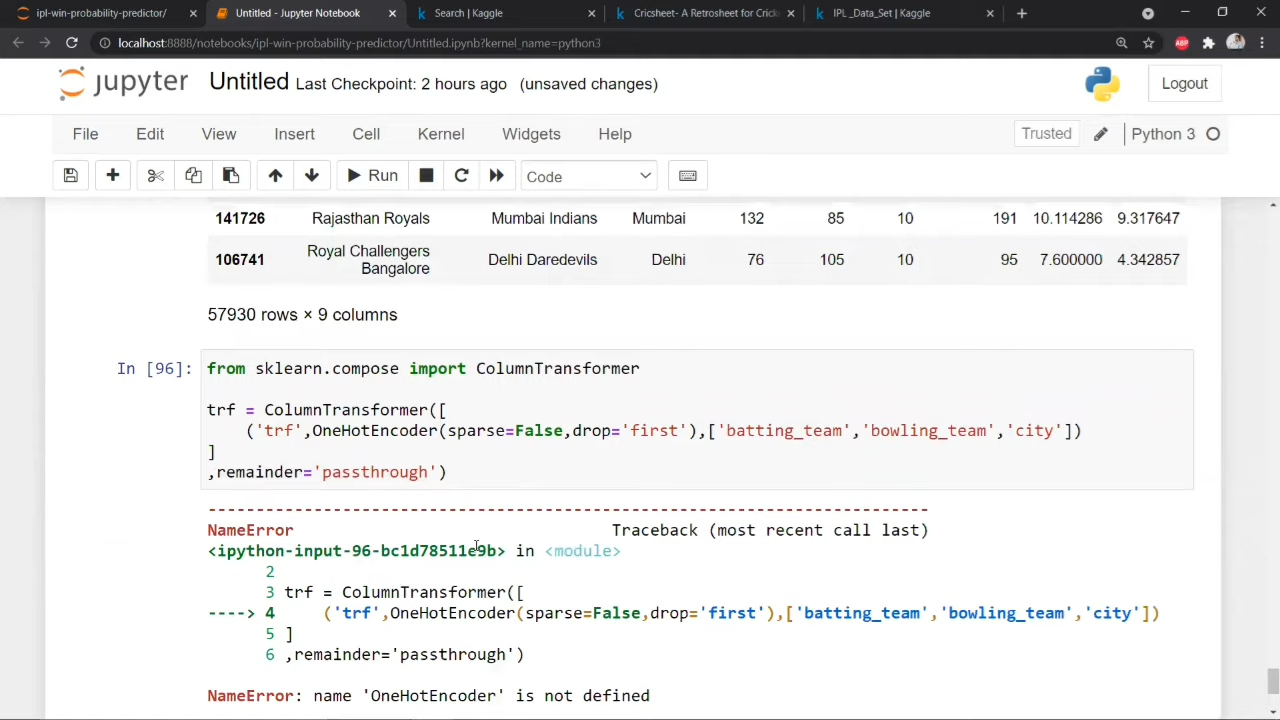 ipl-win-probability-predictor/
Untitled - Jupyter Notebook
Search | Kaggle
Cricsheet- A Retrosheet for Crick
IPL _Data_Set | Kaggle
localhost:8888/notebooks/ipl-win-probability-predictor/Untitled.ipynb?kernel_name=python3
ABP
jupyter Untitled Last Checkpoint: 2 hours ago (unsaved changes)
Logout
File Edit View Insert Cell Kernel Widgets Help
Trusted
Python 3
Run
Code
141726 Rajasthan Royals Mumbai Indians Mumbai 132 85 10 191 10.114286 9.317647
106741 Royal Challengers Bangalore Delhi Daredevils Delhi 76 105 10 95 7.600000 4.342857
57930 rows × 9 columns
In [96]: from sklearn.compose import ColumnTransformer
trf = ColumnTransformer([
('trf',OneHotEncoder(sparse=False,drop='first'),['batting_team','bowling_team','city'])
]
,remainder='passthrough')
---------------------------------------------------------------------------
NameError Traceback (most recent call last)
<ipython-input-96-bc1d78511e9b> in <module>
2
3 trf = ColumnTransformer([
----> 4 ('trf',OneHotEncoder(sparse=False,drop='first'),['batting_team','bowling_team','city'])
5 ]
6 ,remainder='passthrough')
NameError: name 'OneHotEncoder' is not defined